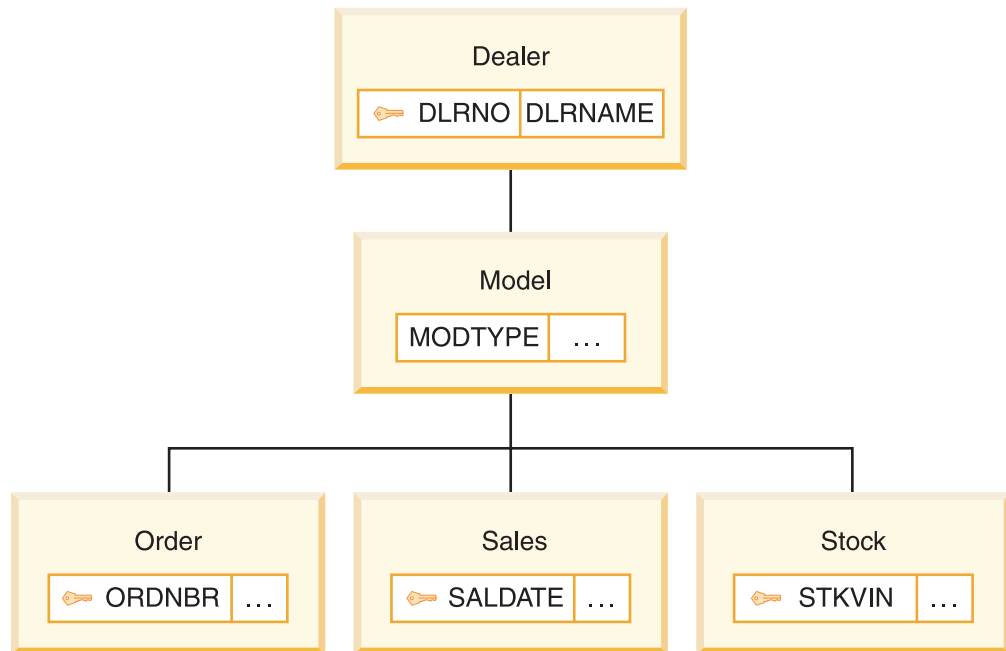 Dealer
DLRNO DLRNAME
Model
MODTYPE ...
Order
ORDNBR ...
Sales
SALDATE ...
Stock
STKVIN ...